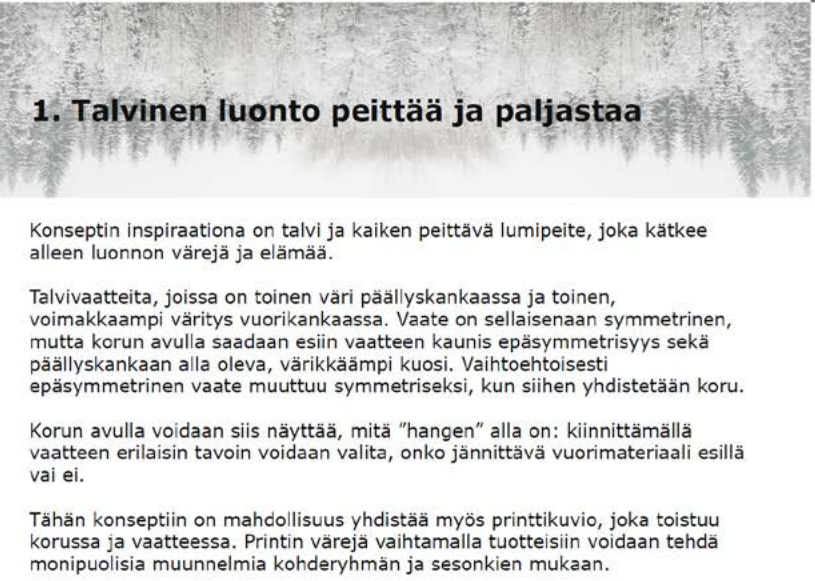 1. Talvinen luonto peittää ja paljastaa
Konseptin inspiraationa on talvi ja kaiken peittävä lumipeite, joka kätkee
alleen luonnon värejä ja elämää.
Talvivaatteita, joissa on toinen väri päällyskankaassa ja toinen,
voimakkaampi väritys vuorikankaassa. Vaate on sellaisenaan symmetrinen,
mutta korun avulla saadaan esiin vaatteen kaunis epäsymmetrisyys sekä
päällyskankaan alla oleva, värikkäämpi kuosi. Vaihtoehtoisesti
epäsymmetrinen vaate muuttuu symmetriseksi, kun siihen yhdistetään koru.
Korun avulla voidaan siis näyttää, mitä ”hangen” alla on: kiinnittämällä
vaatteen erilaisin tavoin voidaan valita, onko jännittävä vuorimateriaali esillä
vai ei.
Tähän konseptiin on mahdollisuus yhdistää myös printtikuvio, joka toistuu
korussa ja vaatteessa. Printin värejä vaihtamalla tuotteisiin voidaan tehdä
monipuolisia muunnelmia kohderyhmän ja sesonkien mukaan.